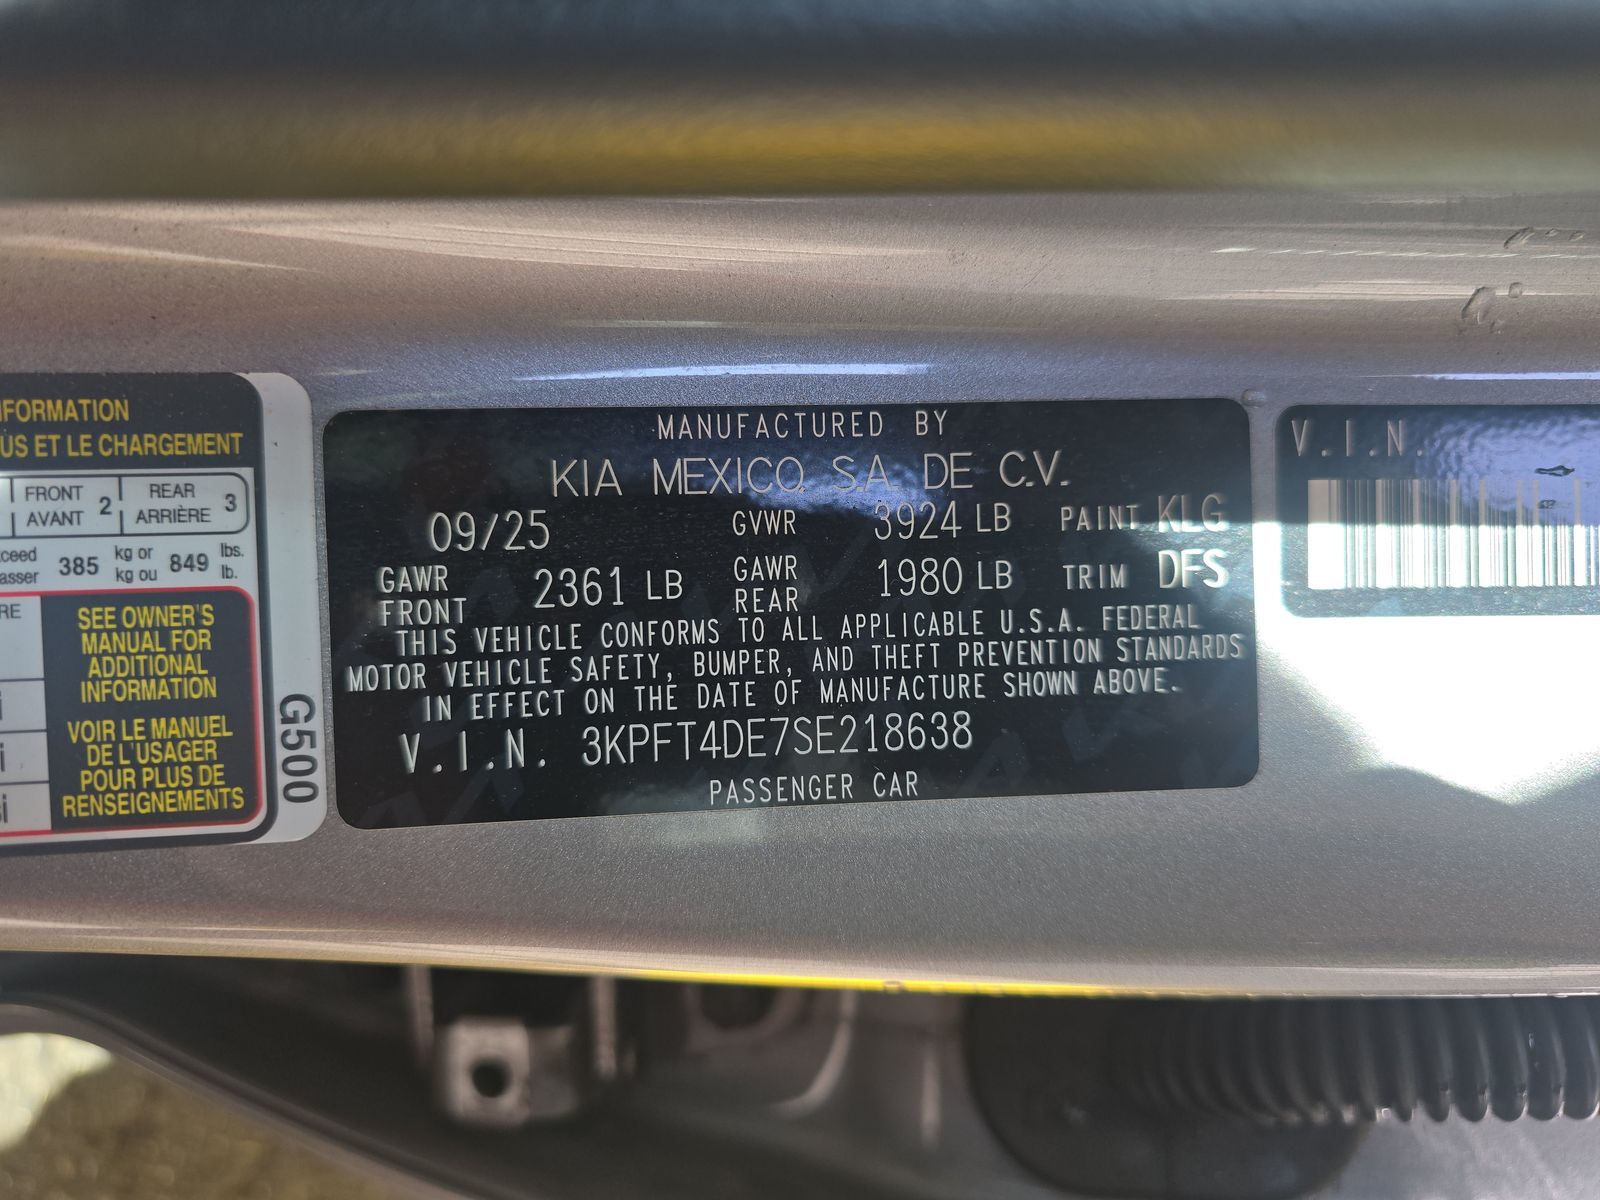 NFORMATION
US ET LE CHARGEMENT
FRONT
AVANT 2
REAR
ARRIÈRE 3
385 kg or 849 lbs.
kg ou lb.
SEE OWNER'S
MANUAL FOR
ADDITIONAL
INFORMATION
VOIR LE MANUEL
DE L'USAGER
POUR PLUS DE
RENSEIGNEMENTS
G500
MANUFACTURED BY
KIA MEXICO, S.A. DE C.V.
09/25 GVWR 3924 LB PAINT KLG
GAWR FRONT 2361 LB GAWR REAR 1980 LB TRIM DFS
THIS VEHICLE CONFORMS TO ALL APPLICABLE U.S.A. FEDERAL
MOTOR VEHICLE SAFETY, BUMPER, AND THEFT PREVENTION STANDARDS
IN EFFECT ON THE DATE OF MANUFACTURE SHOWN ABOVE.
V.I.N. 3KPFT4DE7SE218638
PASSENGER CAR
V.I.N.